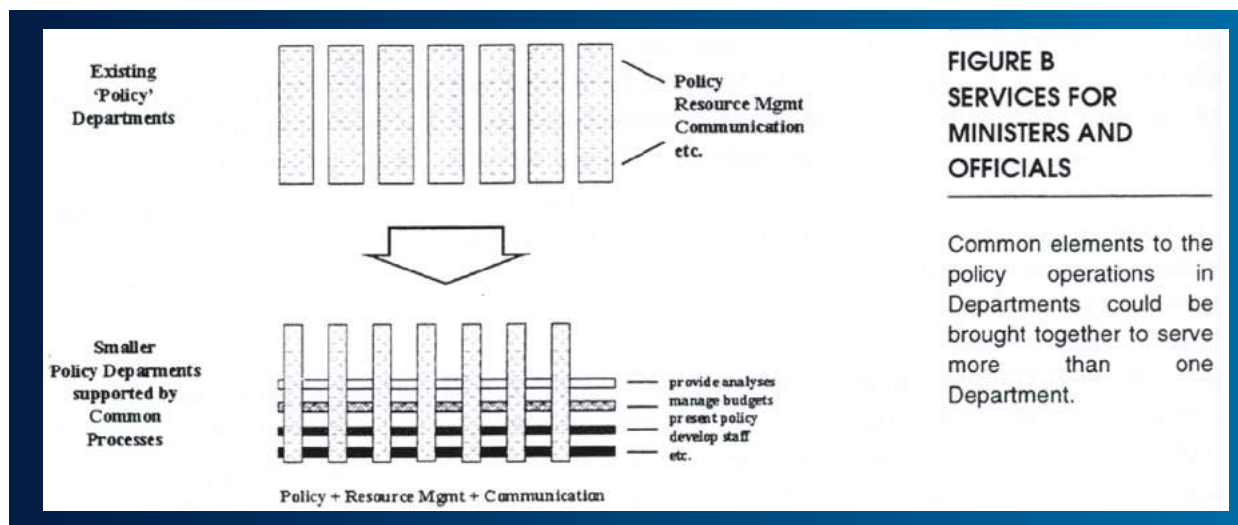 Existing
'Policy'
Departments
Policy
Resource Mgmt
Communication
etc.
Smaller
Policy Deparments
supported by
Common
Processes
provide analyses
manage budgets
present policy
develop staff
etc.
Policy + Resource Mgmt + Communication
FIGURE B
SERVICES FOR
MINISTERS AND
OFFICIALS
Common elements to the
policy operations in
Departments could be
brought together to serve
more than one
Department.